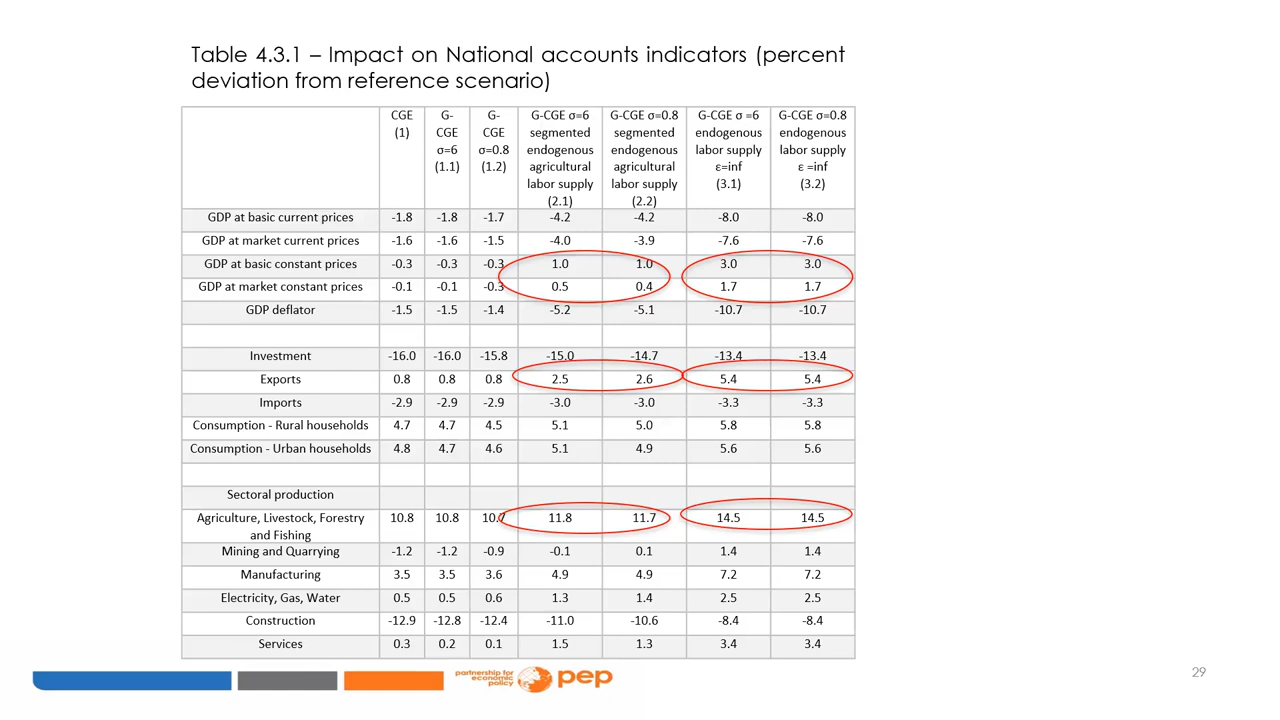 Table 4.3.1 – Impact on National accounts indicators (percent
deviation from reference scenario)
CGE (1) G-CGE σ=6 (1.1) G-CGE σ=0.8 (1.2) G-CGE σ=6 segmented endogenous agricultural labor supply (2.1) G-CGE σ=0.8 segmented endogenous agricultural labor supply (2.2) G-CGE σ =6 endogenous labor supply ε=inf (3.1) G-CGE σ=0.8 endogenous labor supply ε =inf (3.2)
GDP at basic current prices -1.8 -1.8 -1.7 -4.2 -4.2 -8.0 -8.0
GDP at market current prices -1.6 -1.6 -1.5 -4.0 -3.9 -7.6 -7.6
GDP at basic constant prices -0.3 -0.3 -0.3 1.0 1.0 3.0 3.0
GDP at market constant prices -0.1 -0.1 -0.3 0.5 0.4 1.7 1.7
GDP deflator -1.5 -1.5 -1.4 -5.2 -5.1 -10.7 -10.7
Investment -16.0 -16.0 -15.8 -15.0 -14.7 -13.4 -13.4
Exports 0.8 0.8 0.8 2.5 2.6 5.4 5.4
Imports -2.9 -2.9 -2.9 -3.0 -3.0 -3.3 -3.3
Consumption - Rural households 4.7 4.7 4.5 5.1 5.0 5.8 5.8
Consumption - Urban households 4.8 4.7 4.6 5.1 4.9 5.6 5.6
Sectoral production
Agriculture, Livestock, Forestry and Fishing 10.8 10.8 10.7 11.8 11.7 14.5 14.5
Mining and Quarrying -1.2 -1.2 -0.9 -0.1 0.1 1.4 1.4
Manufacturing 3.5 3.5 3.6 4.9 4.9 7.2 7.2
Electricity, Gas, Water 0.5 0.5 0.6 1.3 1.4 2.5 2.5
Construction -12.9 -12.8 -12.4 -11.0 -10.6 -8.4 -8.4
Services 0.3 0.2 0.1 1.5 1.3 3.4 3.4
partnership for
economic
policy
pep
29